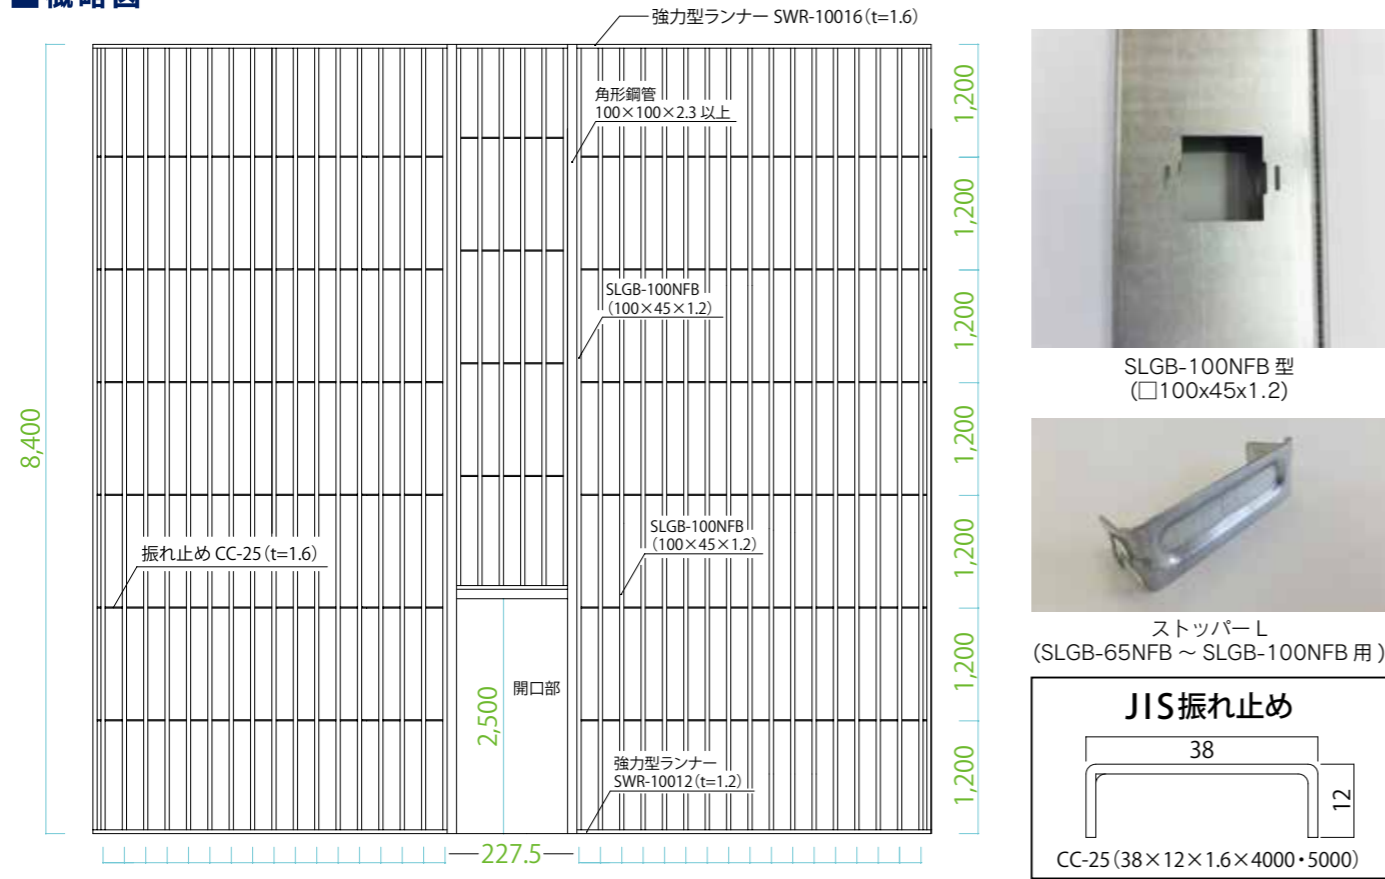 ■概略図
強力型ランナー SWR-10016(t=1.6)
角形鋼管
100×100×2.3 以上
SLGB-100NFB
(100×45×1.2)
SLGB-100NFB
(100×45×1.2)
振れ止め CC-25(t=1.6)
開口部
強力型ランナー
SWR-10012(t=1.2)
8,400
2,500
227.5
1,200
1,200
1,200
1,200
1,200
1,200
1,200
SLGB-100NFB 型
(□100x45x1.2)
ストッパー L
(SLGB-65NFB ～ SLGB-100NFB 用 )
JIS振れ止め
38
12
CC-25(38×12×1.6×4000・5000)